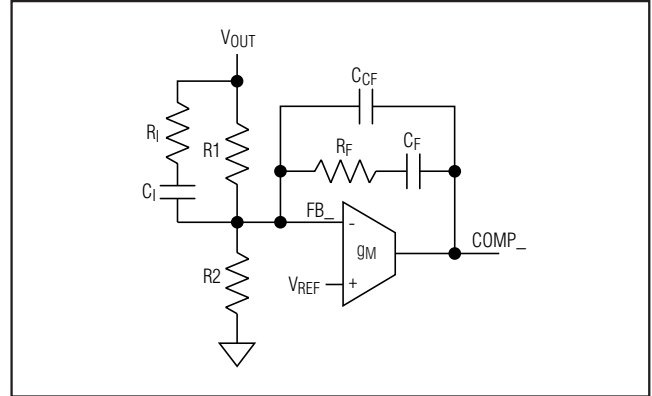 VOUT
CCF
RI
R1
RF
CF
CI
FB_
-
gM
COMP_
R2
VREF
+